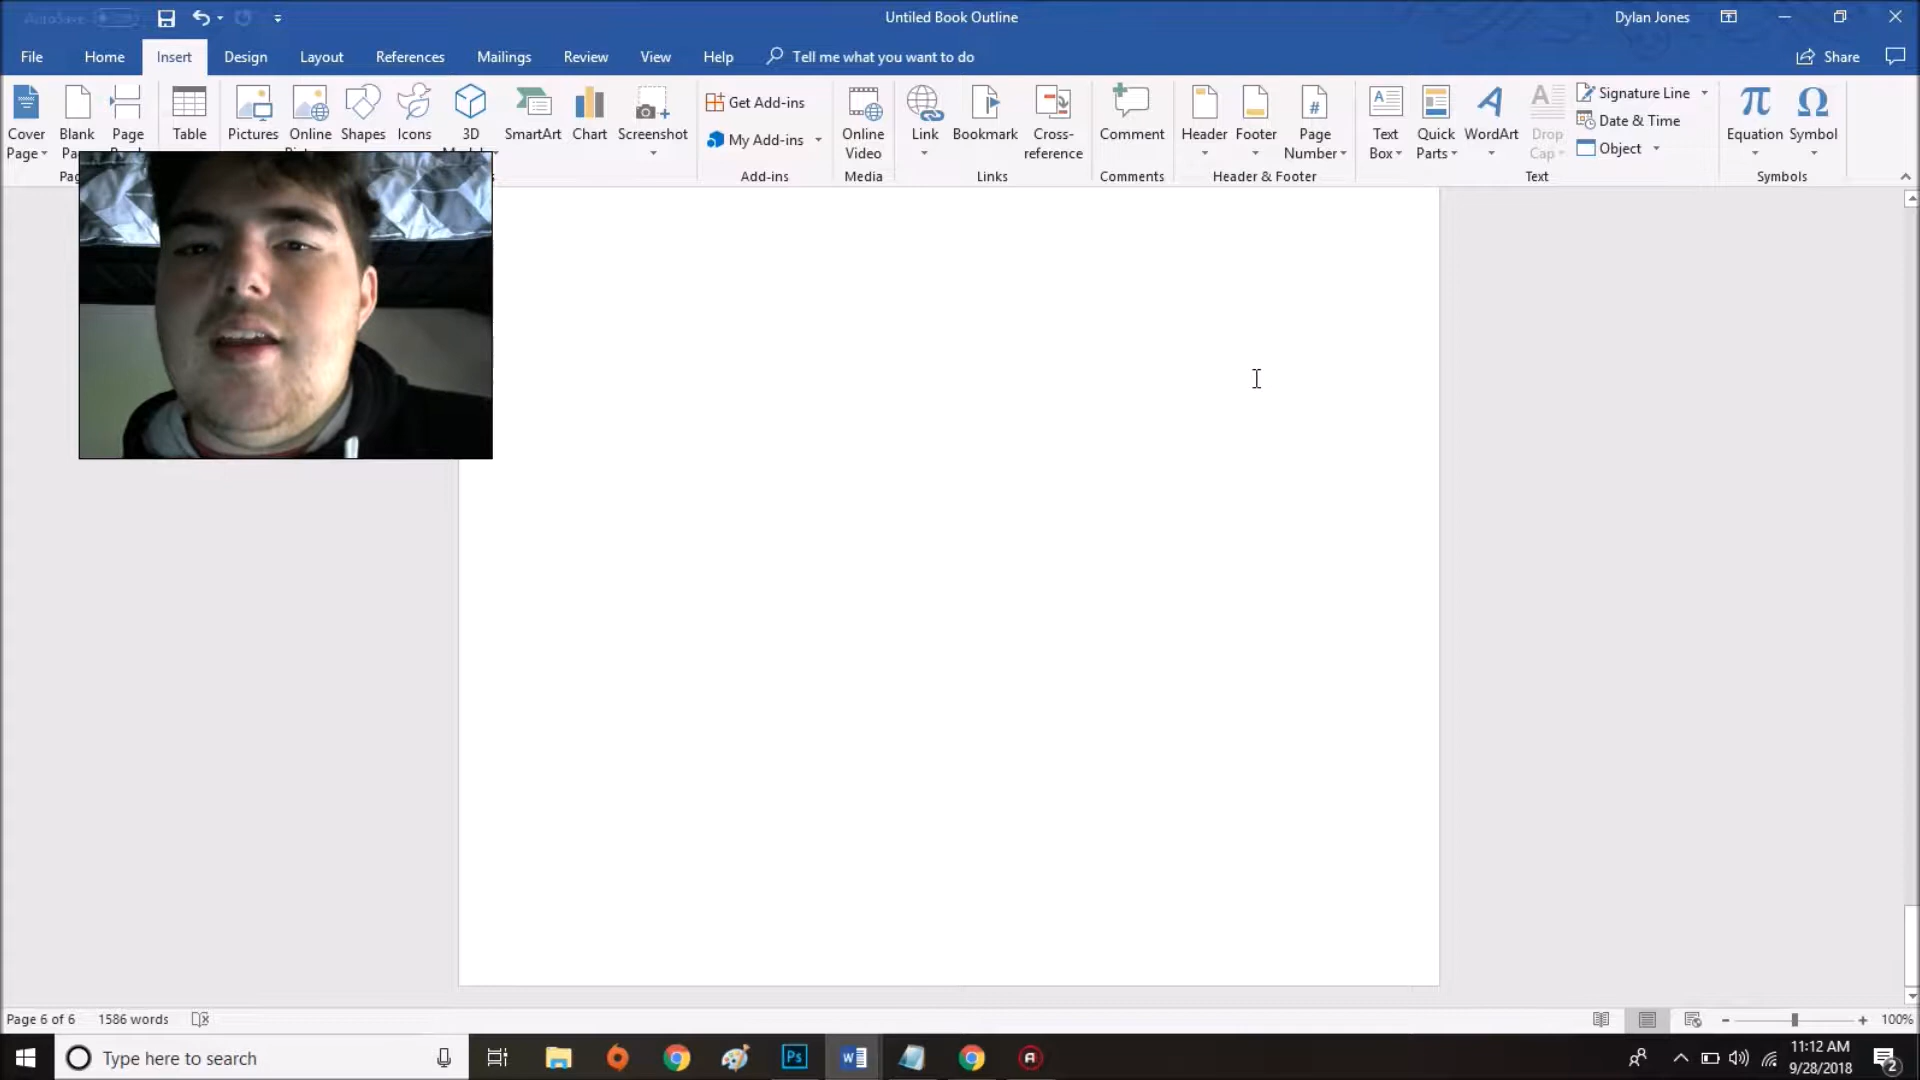 AutoSave
Untiled Book Outline
Dylan Jones
File Home Insert Design Layout References Mailings Review View Help Tell me what you want to do
Share
Cover Page
Blank
Page
Table
Pictures
Online
Shapes
Icons
3D
SmartArt
Chart
Screenshot
Get Add-ins
My Add-ins
Add-ins
Online Video
Media
Link
Bookmark
Cross-reference
Links
Comment
Comments
Header
Footer
Page Number
Header & Footer
Text Box
Quick Parts
WordArt
Drop Cap
Signature Line
Date & Time
Object
Text
Equation
Symbol
Symbols
Page 6 of 6 1586 words
100%
Type here to search
Ps
11:12 AM
9/28/2018
2